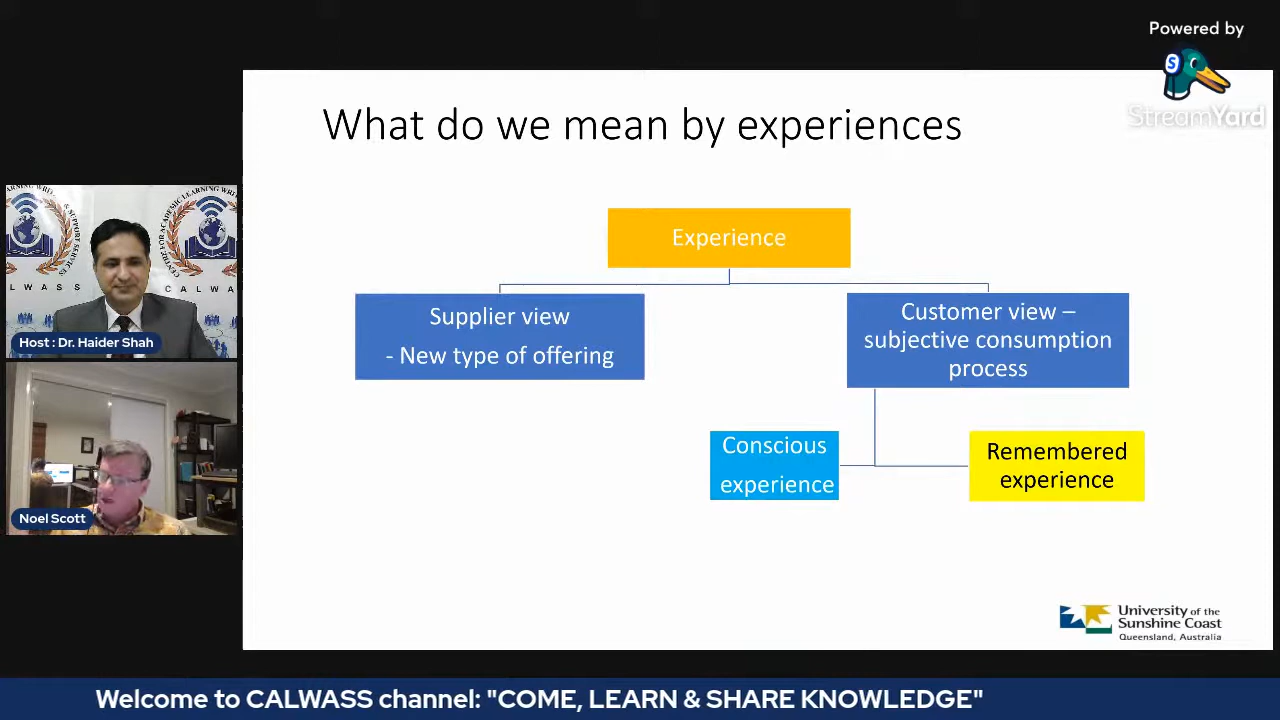 Powered by
StreamYard
What do we mean by experiences
Experience
Supplier view
- New type of offering
Customer view –
subjective consumption
process
Conscious
experience
Remembered
experience
CALWASS
Host : Dr. Haider Shah
Noel Scott
University of the
Sunshine Coast
Queensland, Australia
Welcome to CALWASS channel: "COME, LEARN & SHARE KNOWLEDGE"